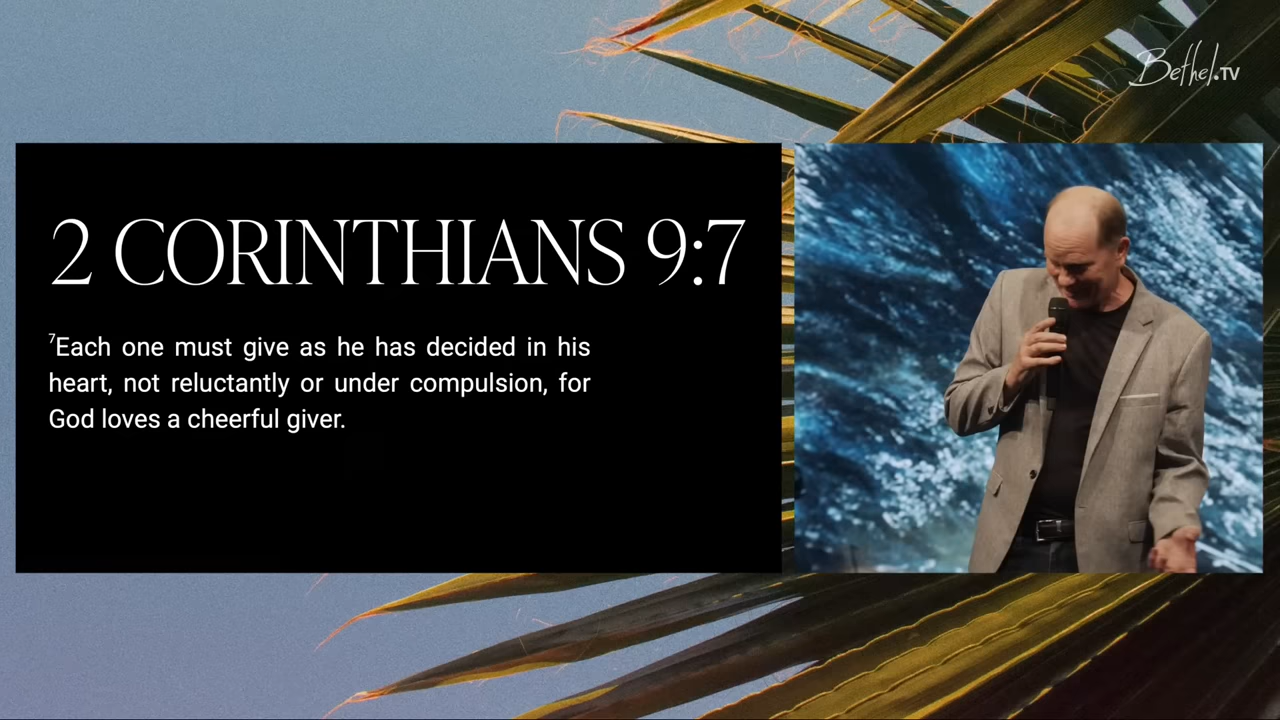 Bethel.TV
2 CORINTHIANS 9:7
7Each one must give as he has decided in his
heart, not reluctantly or under compulsion, for
God loves a cheerful giver.